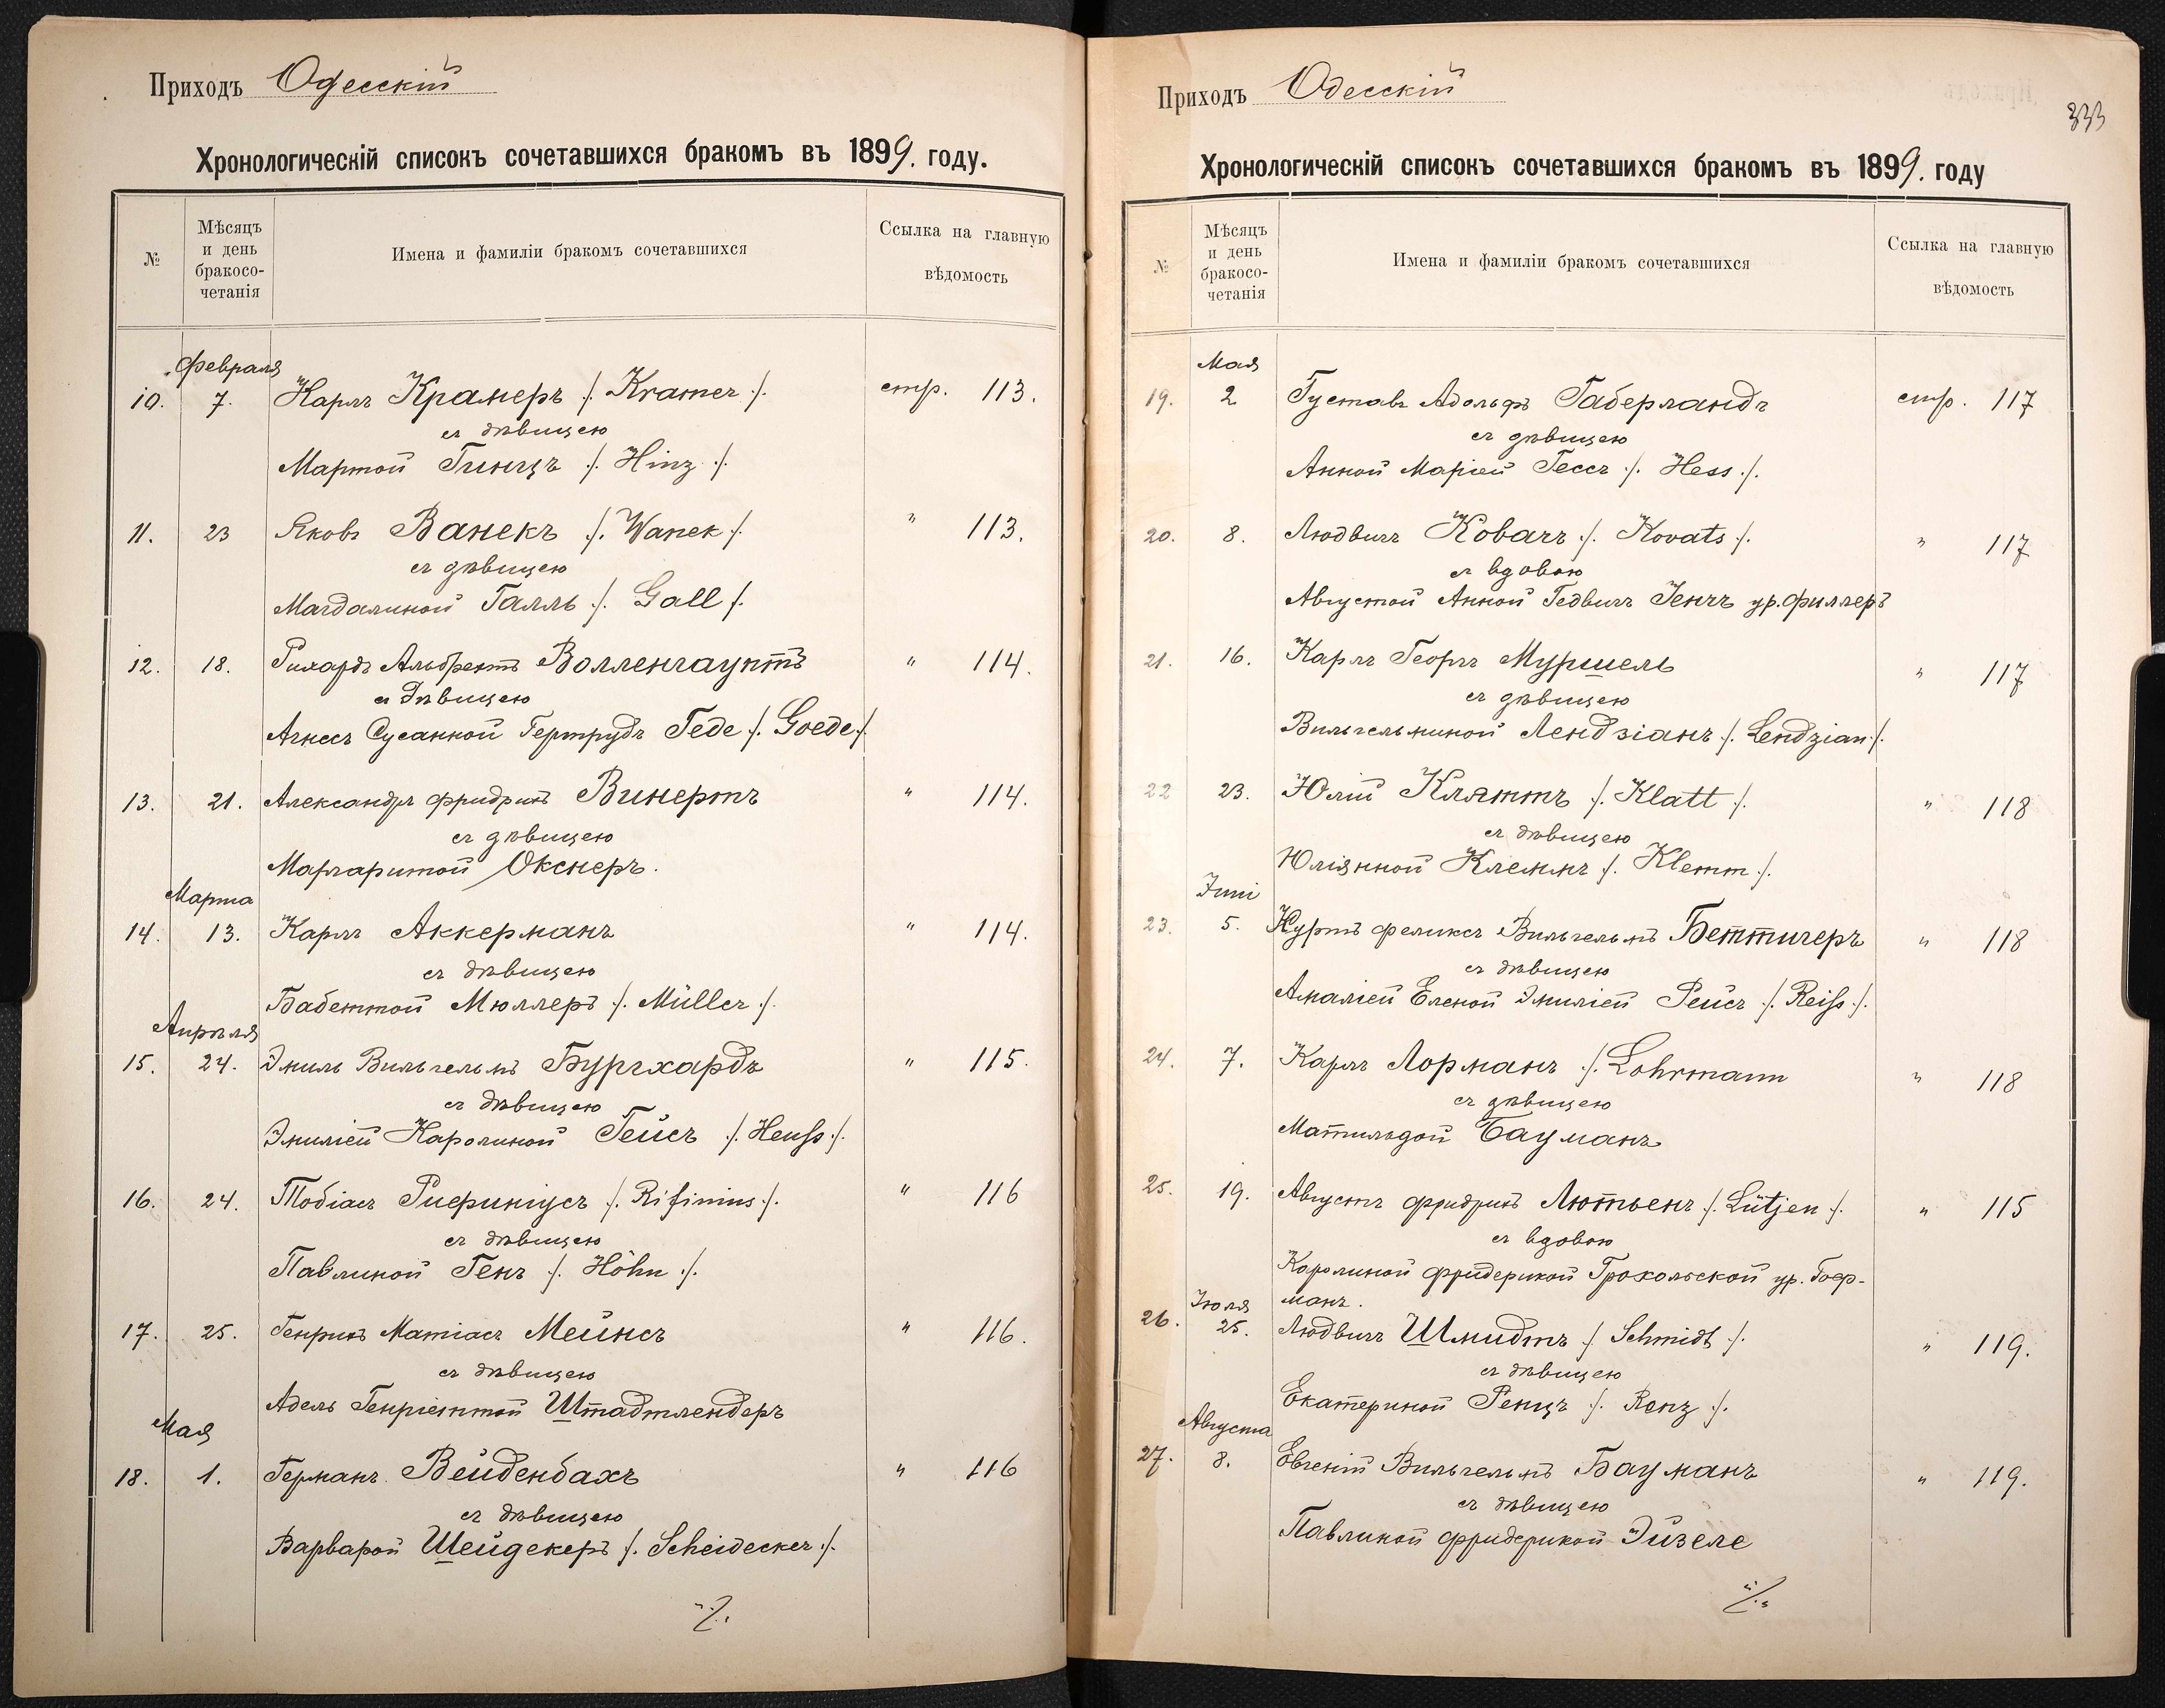 Приходъ Одесскій
Хронологическій списокъ сочетавшихся бракомъ въ 1899. году.
№
Мѣсяцъ
и день
бракосо-
четанія
Имена и фамиліи бракомъ сочетавшихся
Ссылка на главную
вѣдомость
Февраля
10. 7. Карлъ Крамеръ ./. Kramer ./. стр. 113.
съ дѣвицею
Мартой Гинцъ ./. Hinz ./.
11. 23 Яковъ Ванекъ ./. Wanek ./. " 113.
съ дѣвицею
Магдалиной Галль ./. Gall ./.
12. 18. Рихардъ Альбрехтъ Волленгауптъ " 114.
съ дѣвицею
Агнесъ Сусанной Гертрудъ Геде ./. Goede ./.
13. 21. Александръ Фридрихъ Винертъ " 114.
съ дѣвицею
Маргаритой Окснеръ.
Марта
14. 13. Карлъ Аккерманъ " 114.
съ дѣвицею
Бабеттой Мюллеръ ./. Müller ./.
Апрѣля
15. 24. Эмиль Вильгельмъ Бургхардъ " 115.
съ дѣвицею
Эмиліей Каролиной Гейсъ ./. Heuß ./.
16. 24. Тобіасъ Рифиніусъ ./. Rifinius ./. " 116
съ дѣвицею
Павлиной Генъ ./. Höhn ./.
17. 25. Генрихъ Матіасъ Мейнсъ " 116.
съ дѣвицею
Адель Генріеттой Штадтлендеръ
Мая
18. 1. Германъ Вейденбахъ " 116
съ дѣвицею
Варварой Шейдекеръ ./. Scheidecker ./.
./.
Приходъ Одесскій
333
Хронологическій списокъ сочетавшихся бракомъ въ 1899. году
№
Мѣсяцъ
и день
бракосо-
четанія
Имена и фамиліи бракомъ сочетавшихся
Ссылка на главную
вѣдомость
Мая
19. 2 Густавъ Адольфъ Габерландъ стр. 117
съ дѣвицею
Анной Маріей Гессъ ./. Hess ./.
20. 8. Людвигъ Ковачъ ./. Kovats ./. " 117
съ вдовою
Августой Анной Гедвигъ Генчъ ур. Филлеръ
21. 16. Карлъ Георгъ Муршель " 117
съ дѣвицею
Вильгельминой Лендзіанъ ./. Lendzian ./.
22 23. Юлій Клаттъ ./. Klatt ./. " 118
съ дѣвицею
Юліянной Клеммъ ./. Klemm ./.
Іюні
23. 5. Куртъ Феликсъ Вильгельмъ Беттигеръ " 118
съ дѣвицею
Амаліей Еленой Эмиліей Рейсъ ./. Reiß ./.
24. 7. Карлъ Лорманъ ./. Lohrmann " 118
съ дѣвицею
Матильдой Бауманъ
25. 19. Августъ Фридрихъ Лютьенъ ./. Lütjen ./. " 115
съ вдовою
Каролиной Фридерикой Грохольской ур. Гоф-
манъ.
Іюля
26. 25. Людвигъ Шмидтъ ./. Schmidt ./. " 119.
съ дѣвицею
Екатериной Ренцъ ./. Renz ./.
Августа
27. 8. Евгеній Вильгельмъ Бауманъ " 119.
съ дѣвицею
Павлиной Фридерикой Эйзеле
./.